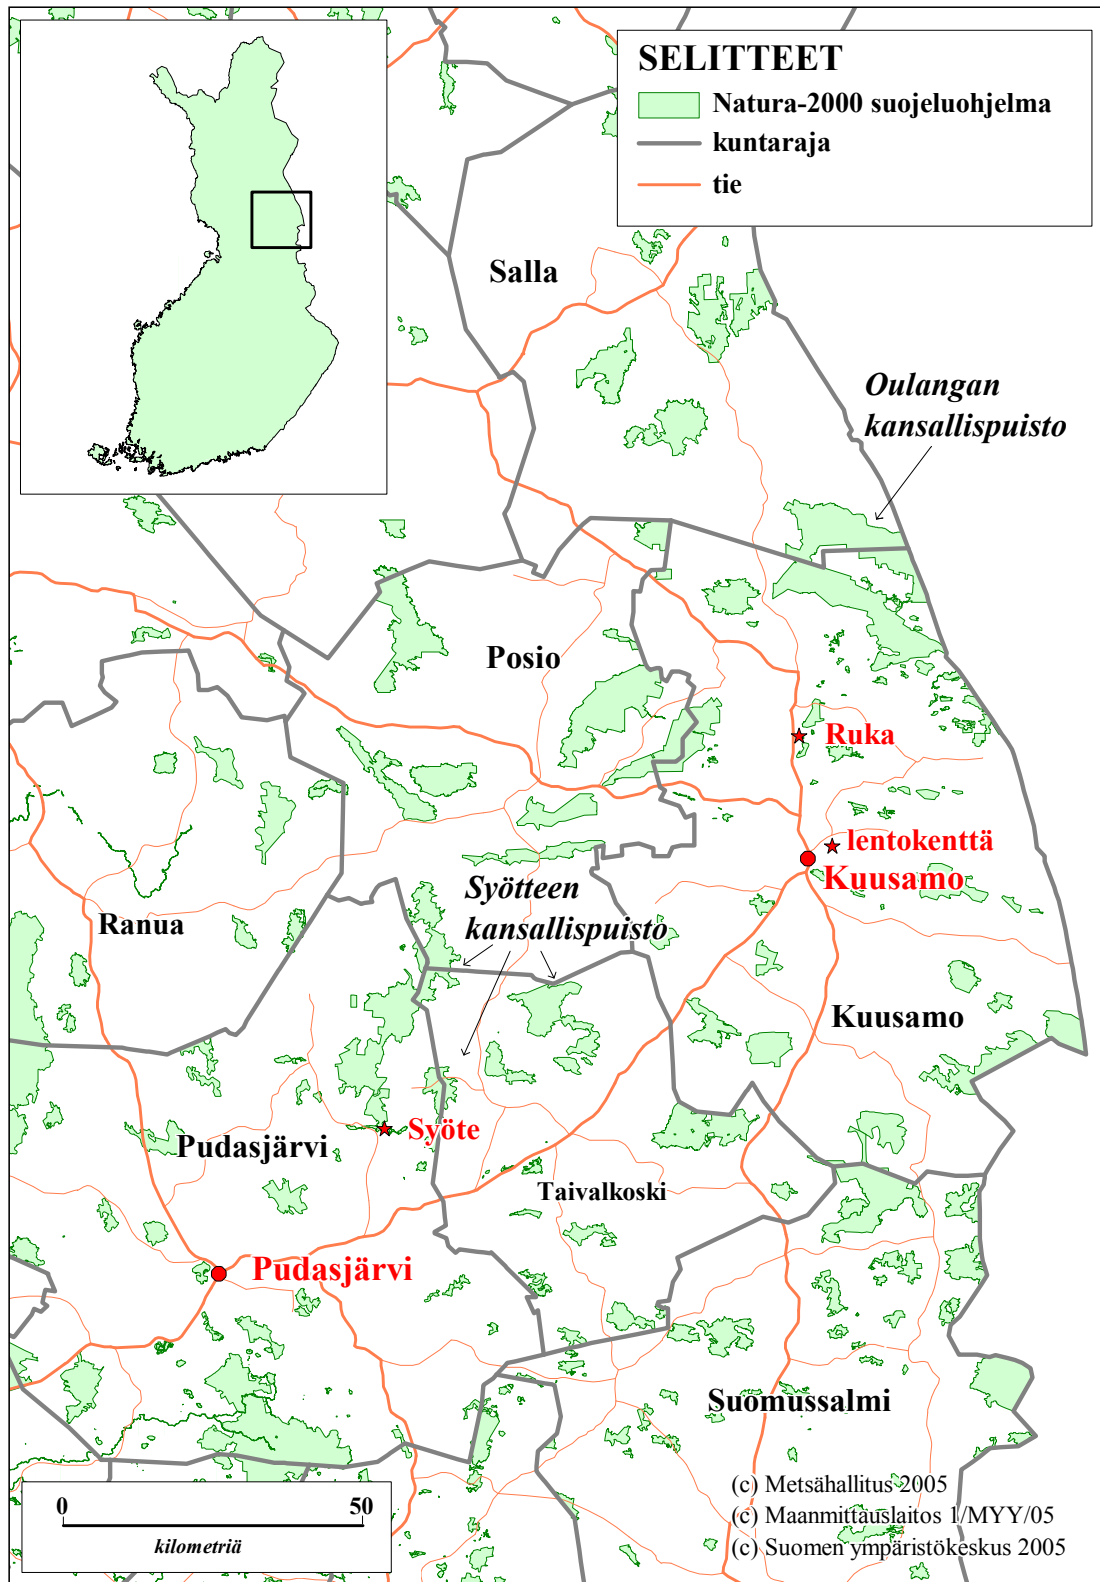 SELITTEET
Natura-2000 suojeluohjelma
kuntaraja
tie
Salla
Oulangan
kansallispuisto
Posio
Ruka
lentokenttä
Kuusamo
Syötteen
kansallispuisto
Ranua
Kuusamo
Syöte
Pudasjärvi
Taivalkoski
Pudasjärvi
Suomussalmi
(c) Metsähallitus 2005
(c) Maanmittauslaitos 1/MYY/05
(c) Suomen ympäristökeskus 2005
0 50
kilometriä